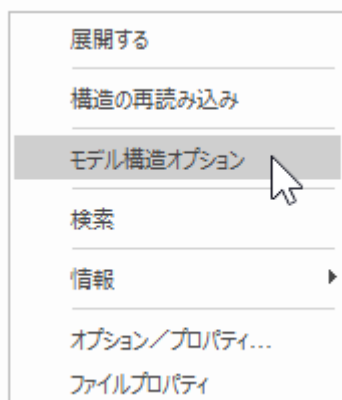 展開する
構造の再読み込み
モデル構造オプション
検索
情報
オプション／プロパティ...
ファイルプロパティ